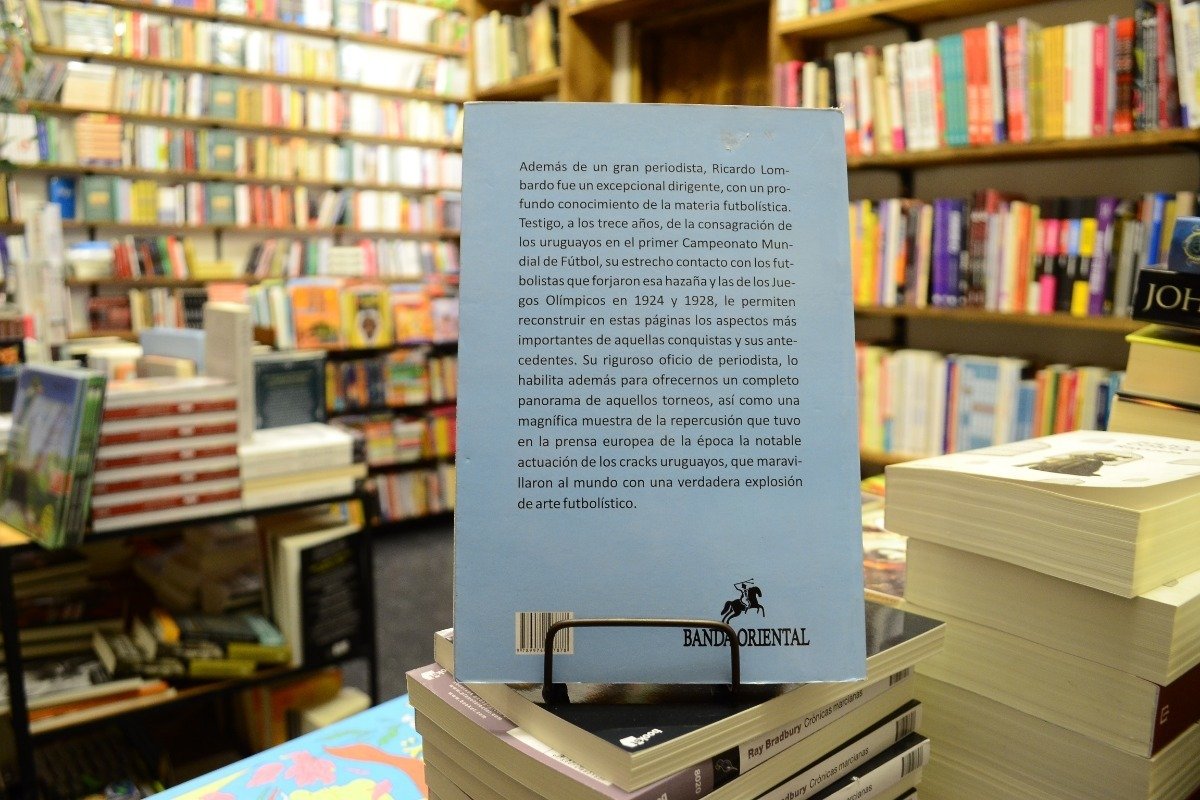 Además de un gran periodista, Ricardo Lom-
bardo fue un excepcional dirigente, con un pro-
fundo conocimiento de la materia futbolística.
Testigo, a los trece años, de la consagración de
los uruguayos en el primer Campeonato Mun-
dial de Fútbol, su estrecho contacto con los fut-
bolistas que forjaron esa hazaña y las de los Jue-
gos Olímpicos en 1924 y 1928, le permiten
reconstruir en estas páginas los aspectos más
importantes de aquellas conquistas y sus ante-
cedentes. Su riguroso oficio de periodista, lo
habilita además para ofrecernos un completo
panorama de aquellos torneos, así como una
magnífica muestra de la repercusión que tuvo
en la prensa europea de la época la notable
actuación de los cracks uruguayos, que maravi-
llaron al mundo con una verdadera explosión
de arte futbolístico.
BANDA ORIENTAL
JOH
Ray Bradbury Crónicas marcianas
Bradbury Crónicas marcianas
Crónicas marcianas